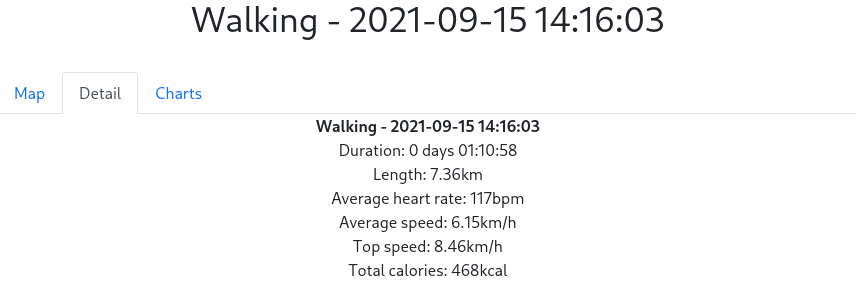 Walking - 2021-09-15 14:16:03
Map Detail Charts
Walking - 2021-09-15 14:16:03
Duration: 0 days 01:10:58
Length: 7.36km
Average heart rate: 117bpm
Average speed: 6.15km/h
Top speed: 8.46km/h
Total calories: 468kcal